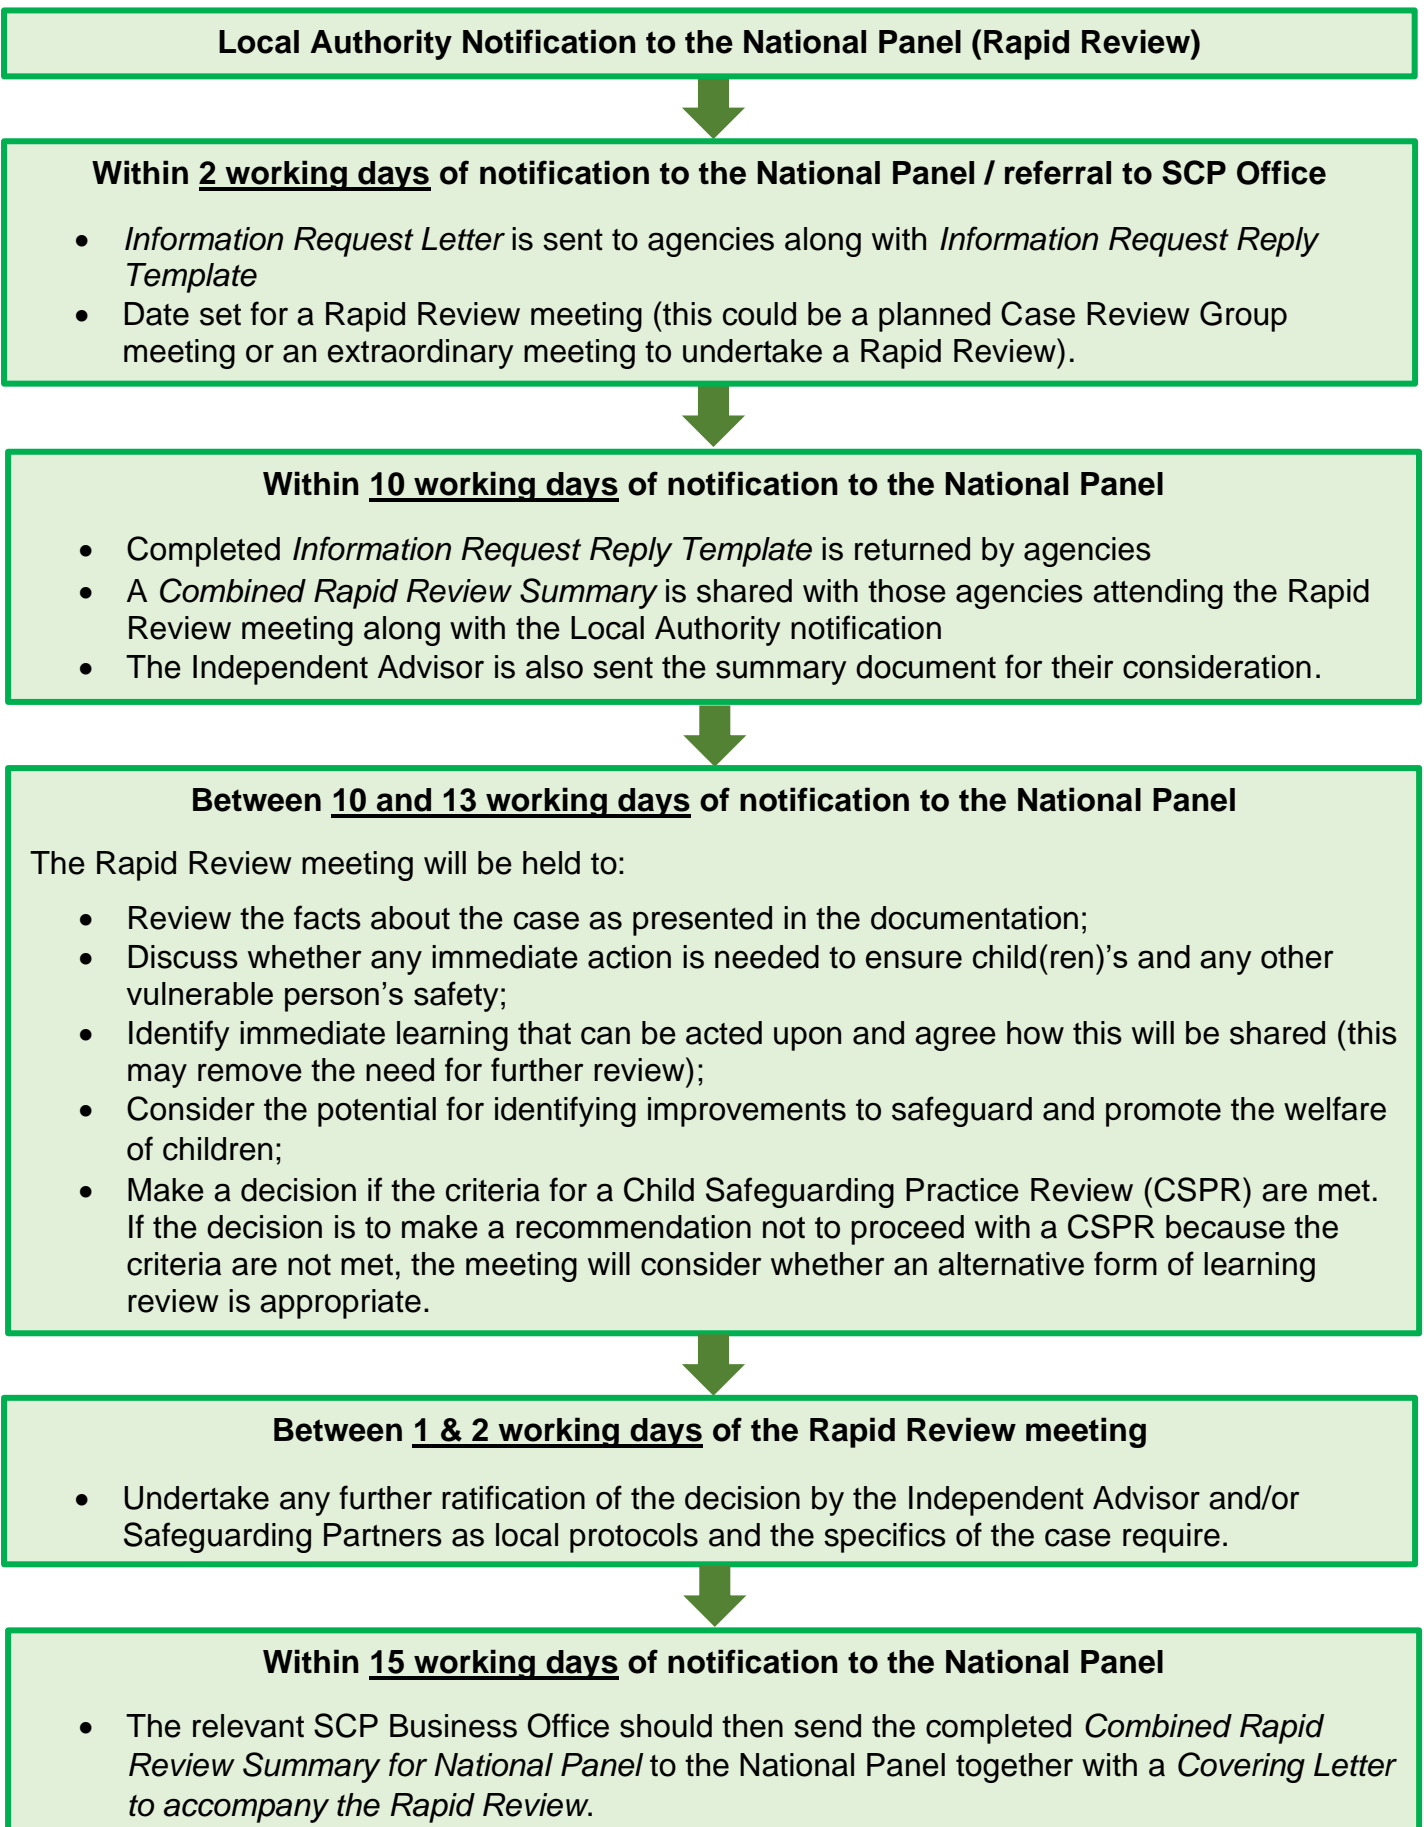 Local Authority Notification to the National Panel (Rapid Review)
Within 2 working days of notification to the National Panel / referral to SCP Office
• Information Request Letter is sent to agencies along with Information Request Reply
Template
• Date set for a Rapid Review meeting (this could be a planned Case Review Group
meeting or an extraordinary meeting to undertake a Rapid Review).
Within 10 working days of notification to the National Panel
• Completed Information Request Reply Template is returned by agencies
• A Combined Rapid Review Summary is shared with those agencies attending the Rapid
Review meeting along with the Local Authority notification
• The Independent Advisor is also sent the summary document for their consideration.
Between 10 and 13 working days of notification to the National Panel
The Rapid Review meeting will be held to:
• Review the facts about the case as presented in the documentation;
• Discuss whether any immediate action is needed to ensure child(ren)’s and any other
vulnerable person’s safety;
• Identify immediate learning that can be acted upon and agree how this will be shared (this
may remove the need for further review);
• Consider the potential for identifying improvements to safeguard and promote the welfare
of children;
• Make a decision if the criteria for a Child Safeguarding Practice Review (CSPR) are met.
If the decision is to make a recommendation not to proceed with a CSPR because the
criteria are not met, the meeting will consider whether an alternative form of learning
review is appropriate.
Between 1 & 2 working days of the Rapid Review meeting
• Undertake any further ratification of the decision by the Independent Advisor and/or
Safeguarding Partners as local protocols and the specifics of the case require.
Within 15 working days of notification to the National Panel
• The relevant SCP Business Office should then send the completed Combined Rapid
Review Summary for National Panel to the National Panel together with a Covering Letter
to accompany the Rapid Review.